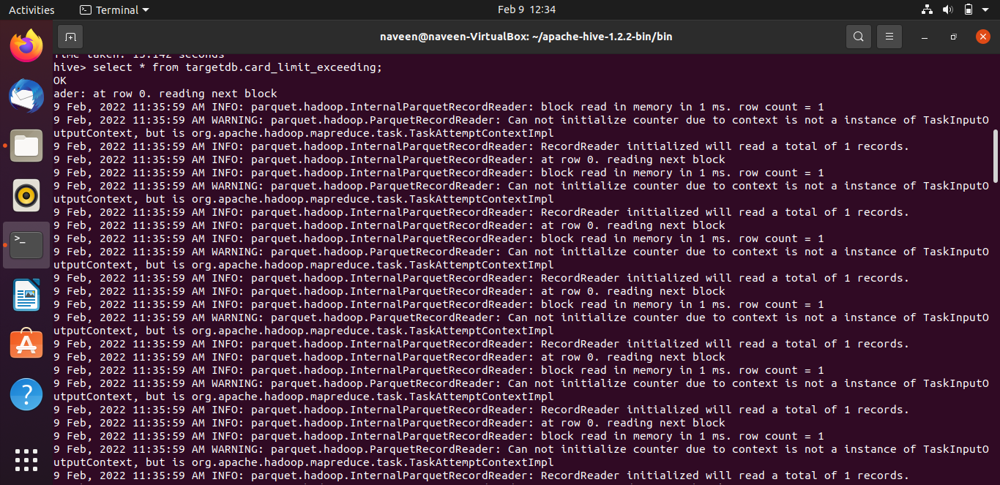 Activities
Terminal
Feb 9 12:34
naveen@naveen-VirtualBox: ~/apache-hive-1.2.2-bin/bin
Time taken: 15.142 seconds
hive> select * from targetdb.card_limit_exceeding;
OK
ader: at row 0. reading next block
9 Feb, 2022 11:35:59 AM INFO: parquet.hadoop.InternalParquetRecordReader: block read in memory in 1 ms. row count = 1
9 Feb, 2022 11:35:59 AM WARNING: parquet.hadoop.ParquetRecordReader: Can not initialize counter due to context is not a instance of TaskInputO
utputContext, but is org.apache.hadoop.mapreduce.task.TaskAttemptContextImpl
9 Feb, 2022 11:35:59 AM INFO: parquet.hadoop.InternalParquetRecordReader: RecordReader initialized will read a total of 1 records.
9 Feb, 2022 11:35:59 AM INFO: parquet.hadoop.InternalParquetRecordReader: at row 0. reading next block
9 Feb, 2022 11:35:59 AM INFO: parquet.hadoop.InternalParquetRecordReader: block read in memory in 1 ms. row count = 1
9 Feb, 2022 11:35:59 AM WARNING: parquet.hadoop.ParquetRecordReader: Can not initialize counter due to context is not a instance of TaskInputO
utputContext, but is org.apache.hadoop.mapreduce.task.TaskAttemptContextImpl
9 Feb, 2022 11:35:59 AM INFO: parquet.hadoop.InternalParquetRecordReader: RecordReader initialized will read a total of 1 records.
9 Feb, 2022 11:35:59 AM INFO: parquet.hadoop.InternalParquetRecordReader: at row 0. reading next block
9 Feb, 2022 11:35:59 AM INFO: parquet.hadoop.InternalParquetRecordReader: block read in memory in 1 ms. row count = 1
9 Feb, 2022 11:35:59 AM WARNING: parquet.hadoop.ParquetRecordReader: Can not initialize counter due to context is not a instance of TaskInputO
utputContext, but is org.apache.hadoop.mapreduce.task.TaskAttemptContextImpl
9 Feb, 2022 11:35:59 AM INFO: parquet.hadoop.InternalParquetRecordReader: RecordReader initialized will read a total of 1 records.
9 Feb, 2022 11:35:59 AM INFO: parquet.hadoop.InternalParquetRecordReader: at row 0. reading next block
9 Feb, 2022 11:35:59 AM INFO: parquet.hadoop.InternalParquetRecordReader: block read in memory in 1 ms. row count = 1
9 Feb, 2022 11:35:59 AM WARNING: parquet.hadoop.ParquetRecordReader: Can not initialize counter due to context is not a instance of TaskInputO
utputContext, but is org.apache.hadoop.mapreduce.task.TaskAttemptContextImpl
9 Feb, 2022 11:35:59 AM INFO: parquet.hadoop.InternalParquetRecordReader: RecordReader initialized will read a total of 1 records.
9 Feb, 2022 11:35:59 AM INFO: parquet.hadoop.InternalParquetRecordReader: at row 0. reading next block
9 Feb, 2022 11:35:59 AM INFO: parquet.hadoop.InternalParquetRecordReader: block read in memory in 1 ms. row count = 1
9 Feb, 2022 11:35:59 AM WARNING: parquet.hadoop.ParquetRecordReader: Can not initialize counter due to context is not a instance of TaskInputO
utputContext, but is org.apache.hadoop.mapreduce.task.TaskAttemptContextImpl
9 Feb, 2022 11:35:59 AM INFO: parquet.hadoop.InternalParquetRecordReader: RecordReader initialized will read a total of 1 records.
9 Feb, 2022 11:35:59 AM INFO: parquet.hadoop.InternalParquetRecordReader: at row 0. reading next block
9 Feb, 2022 11:35:59 AM INFO: parquet.hadoop.InternalParquetRecordReader: block read in memory in 1 ms. row count = 1
9 Feb, 2022 11:35:59 AM WARNING: parquet.hadoop.ParquetRecordReader: Can not initialize counter due to context is not a instance of TaskInputO
utputContext, but is org.apache.hadoop.mapreduce.task.TaskAttemptContextImpl
9 Feb, 2022 11:35:59 AM INFO: parquet.hadoop.InternalParquetRecordReader: RecordReader initialized will read a total of 1 records.